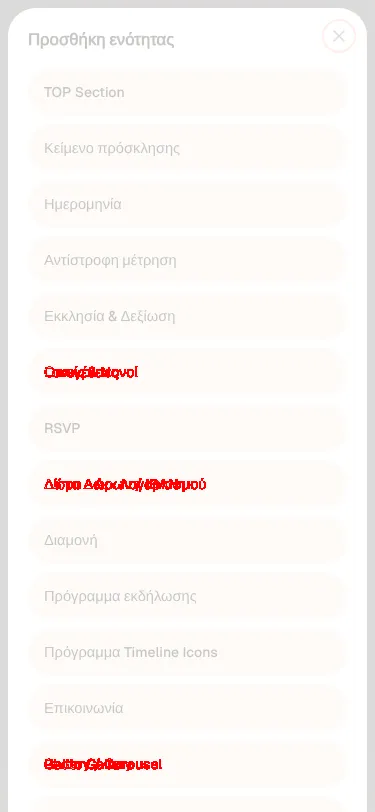 Προσθήκη ενότητας
TOP Section
Κείμενο πρόσκλησης
Ημερομηνία
Αντίστροφη μέτρηση
Εκκλησία & Δεξίωση
RSVP
Διαμονή
Πρόγραμμα εκδήλωσης
Πρόγραμμα Timeline Icons
Επικοινωνία